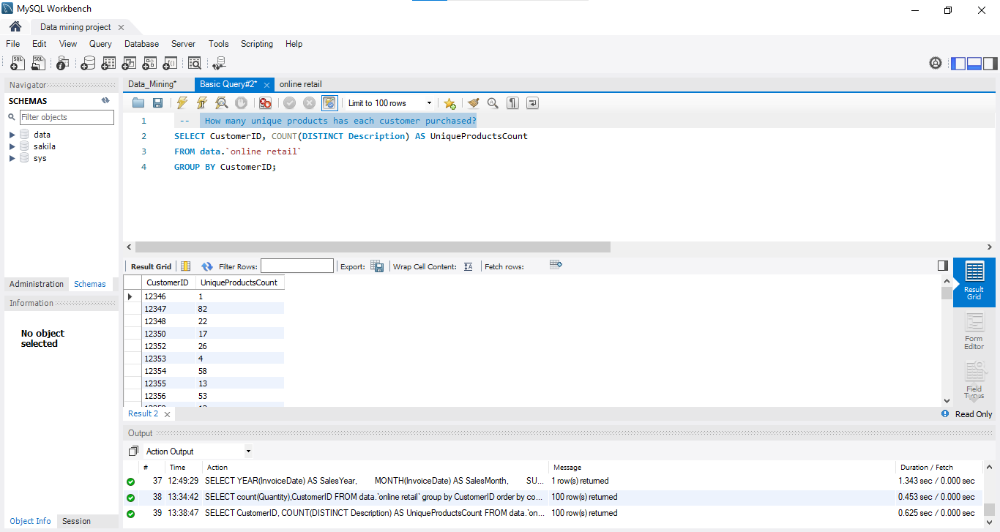 MySQL Workbench
Data mining project
File Edit View Query Database Server Tools Scripting Help
Navigator
SCHEMAS
Filter objects
data
sakila
sys
Administration Schemas
Information
No object
selected
Object Info Session
Data_Mining* Basic Query#2* online retail
Limit to 100 rows
1 -- How many unique products has each customer purchased?
2 SELECT CustomerID, COUNT(DISTINCT Description) AS UniqueProductsCount
3 FROM data.`online retail`
4 GROUP BY CustomerID;
Result Grid Filter Rows: Export: Wrap Cell Content: Fetch rows:
CustomerID UniqueProductsCount
12346 1
12347 82
12348 22
12350 17
12352 26
12353 4
12354 58
12355 13
12356 53
Result
Grid
Form
Editor
Field
Types
Result 2
Read Only
Output
Action Output
# Time Action Message Duration / Fetch
37 12:49:29 SELECT YEAR(InvoiceDate) AS SalesYear, MONTH(InvoiceDate) AS SalesMonth, SU... 1 row(s) returned 1.343 sec / 0.000 sec
38 13:34:42 SELECT count(Quantity),CustomerID FROM data.`online retail` group by CustomerID order by co... 100 row(s) returned 0.453 sec / 0.000 sec
39 13:38:47 SELECT CustomerID, COUNT(DISTINCT Description) AS UniqueProductsCount FROM data.`on... 100 row(s) returned 0.625 sec / 0.000 sec